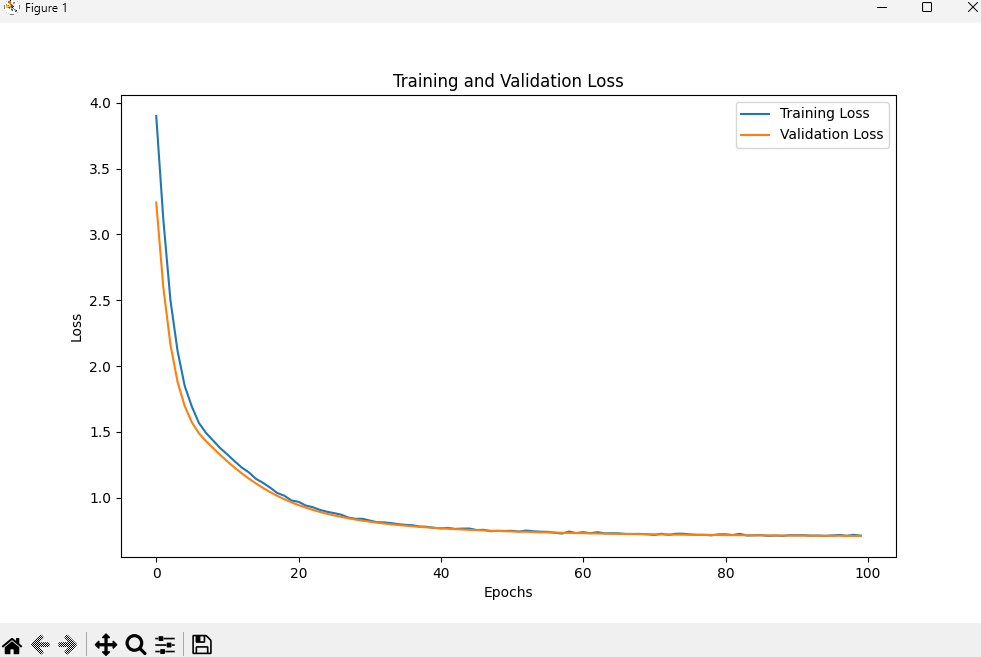 Figure 1
Training and Validation Loss
Training Loss
Validation Loss
4.0
3.5
3.0
2.5
2.0
1.5
1.0
Loss
0 20 40 60 80 100
Epochs